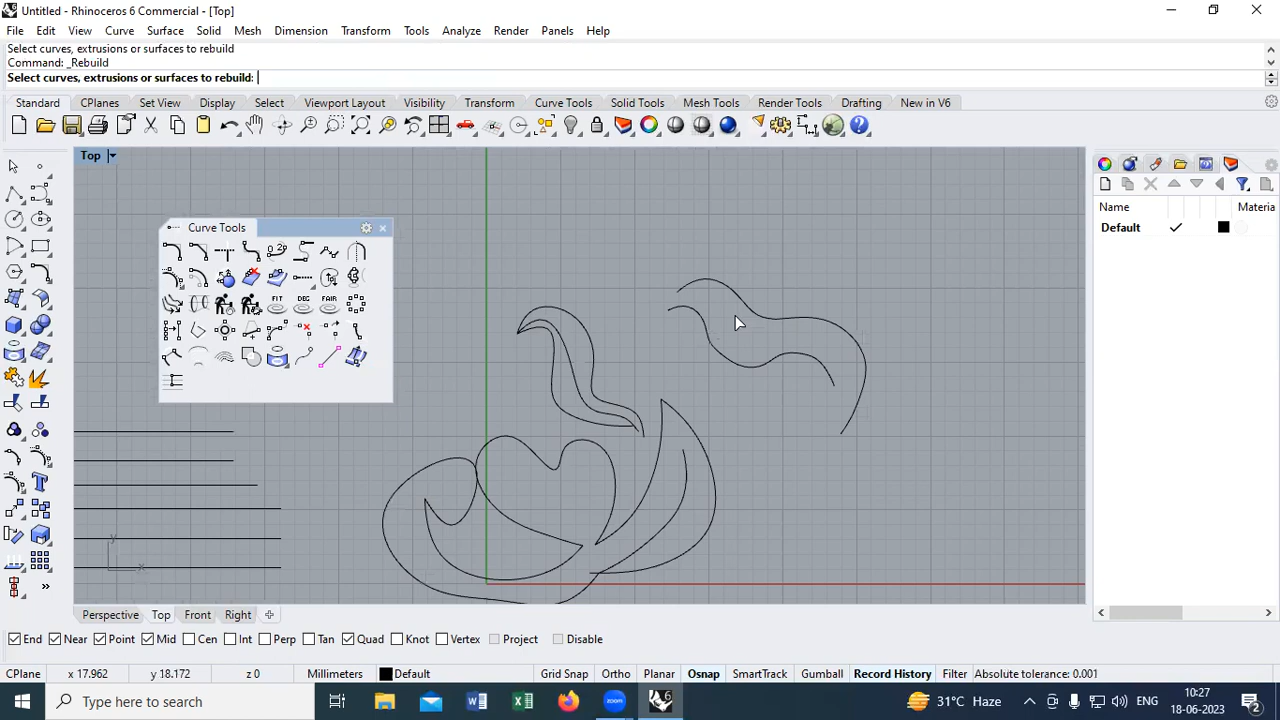 Untitled - Rhinoceros 6 Commercial - [Top]
File Edit View Curve Surface Solid Mesh Dimension Transform Tools Analyze Render Panels Help
Select curves, extrusions or surfaces to rebuild
Command: _Rebuild
Select curves, extrusions or surfaces to rebuild:
Standard CPlanes Set View Display Select Viewport Layout Visibility Transform Curve Tools Solid Tools Mesh Tools Render Tools Drafting New in V6
Top
Curve Tools
FIT DEG FAIR
Name Materia
Default
y
x
Perspective Top Front Right
End Near Point Mid Cen Int Perp Tan Quad Knot Vertex Project Disable
CPlane x 17.962 y 18.172 z 0 Millimeters Default Grid Snap Ortho Planar Osnap SmartTrack Gumball Record History Filter Absolute tolerance: 0.001
Type here to search
zoom
31°C Haze
ENG
10:27
18-06-2023
2